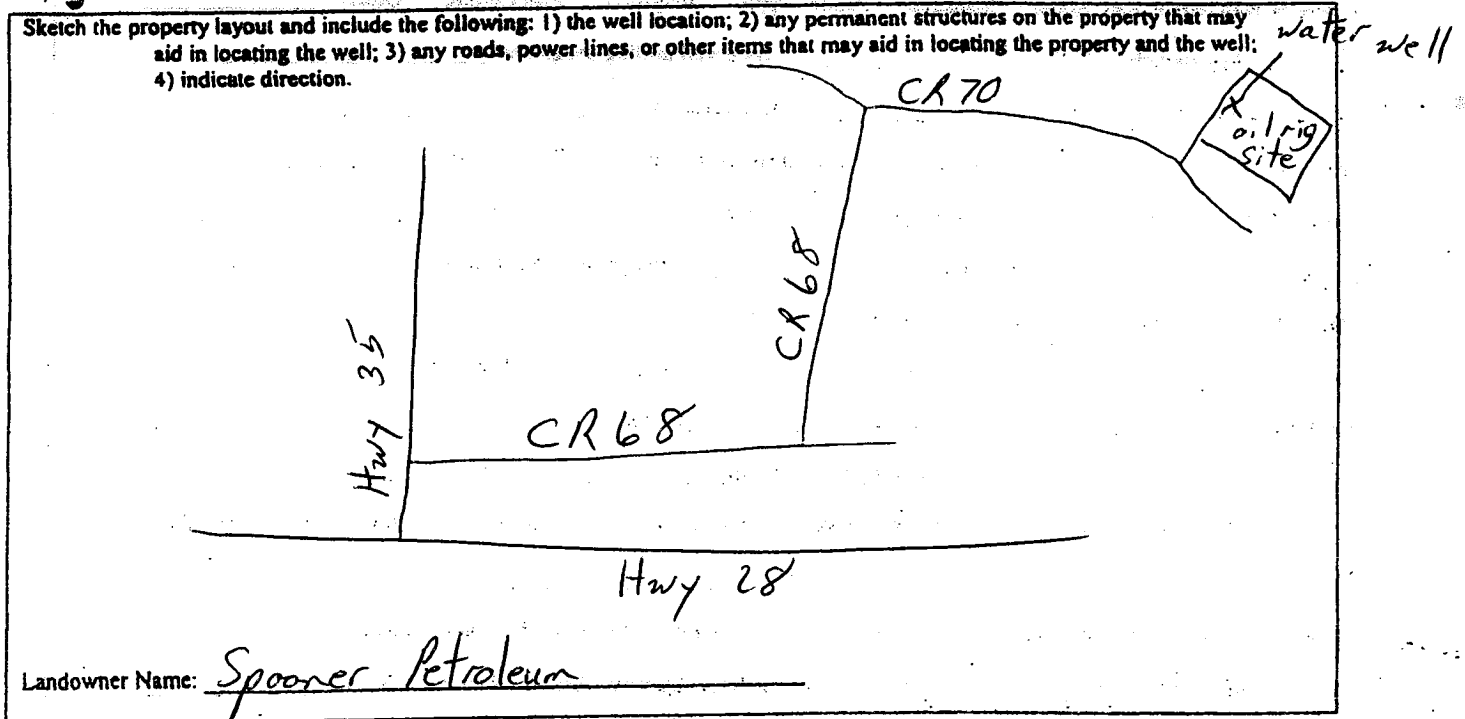 Sketch the property layout and include the following: 1) the well location; 2) any permanent structures on the property that may
aid in locating the well; 3) any roads, power lines, or other items that may aid in locating the property and the well;
4) indicate direction.
water well
CR 70
x
oil rig
site
CR 68
Hwy 35
CR 68
Hwy 28
Landowner Name: Spooner Petroleum